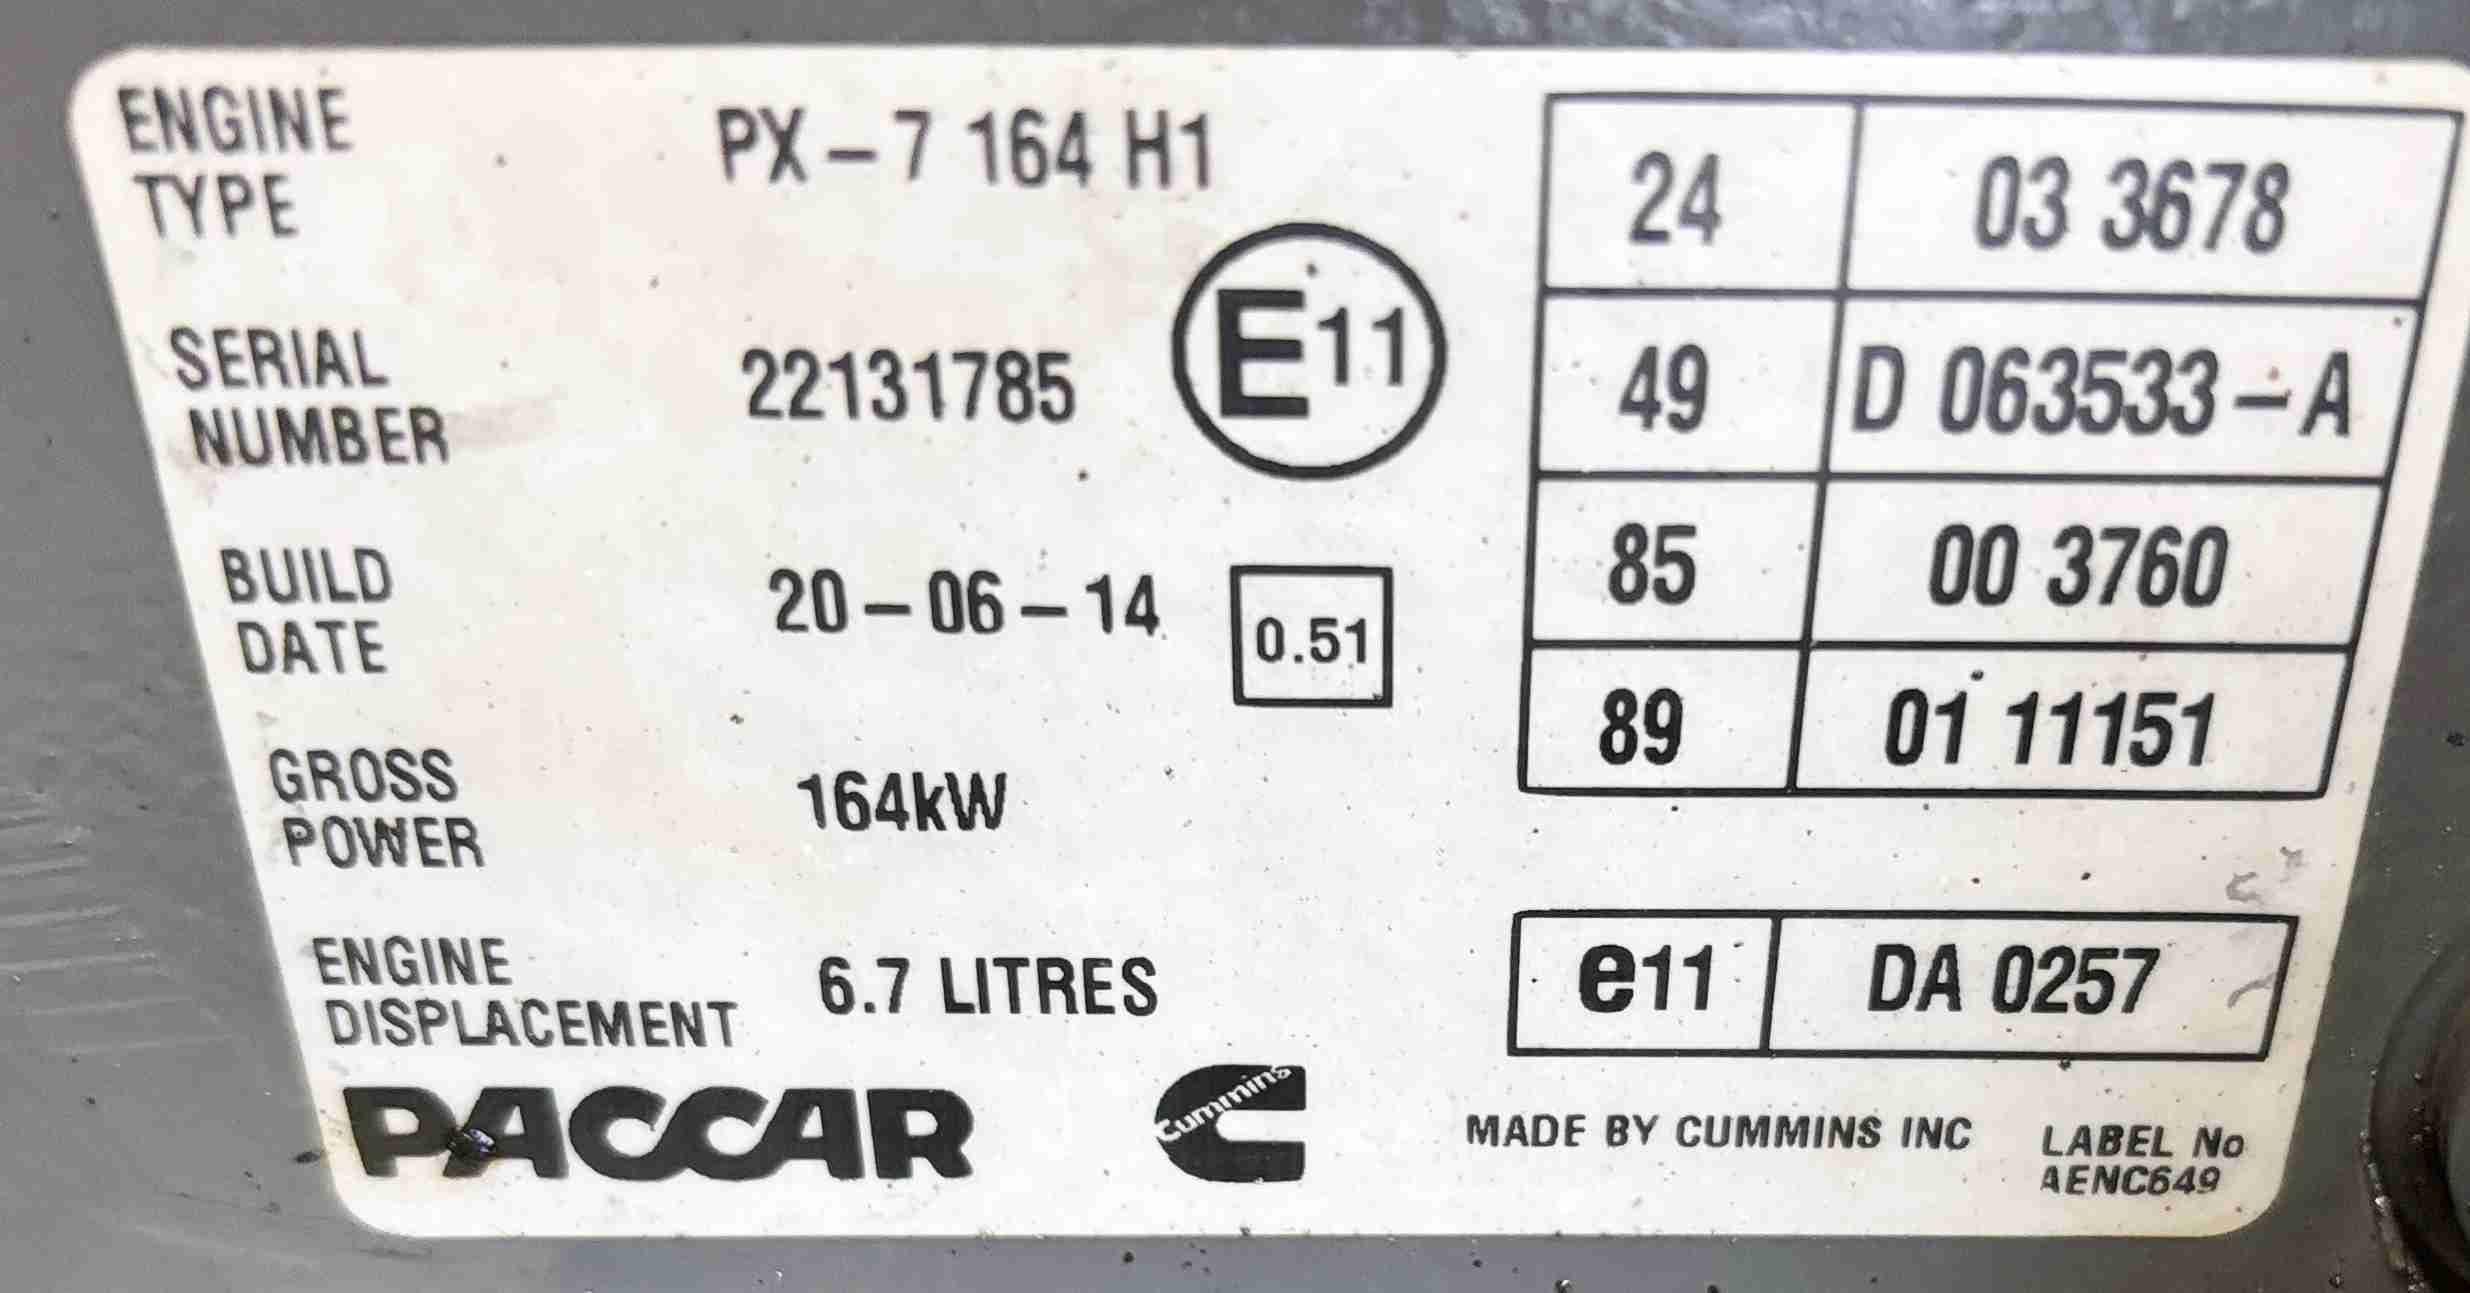 ENGINE
TYPE
PX-7 164 H1
SERIAL
NUMBER
22131785
E11
BUILD
DATE
20-06-14
0.51
GROSS
POWER
164kW
ENGINE
DISPLACEMENT
6.7 LITRES
24 03 3678
49 D 063533-A
85 00 3760
89 01 11151
e11 DA 0257
PACCAR
Cummins
MADE BY CUMMINS INC
LABEL No
AENC649